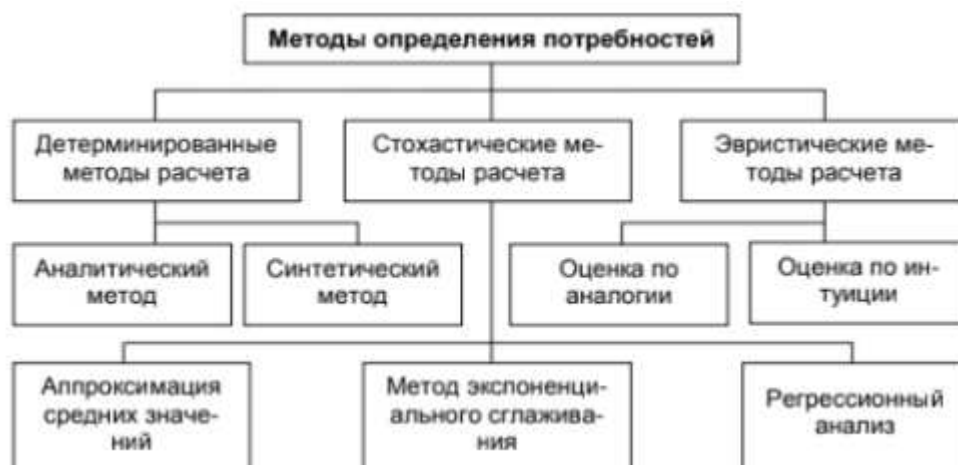 Методы определения потребностей
Детерминированные
методы расчета
Стохастические ме-
тоды расчета
Эвристические ме-
тоды расчета
Аналитический
метод
Синтетический
метод
Оценка по
аналогии
Оценка по ин-
туиции
Аппроксимация
средних значе-
ний
Метод экспоненци-
ального сглажива-
ния
Регрессионный
анализ